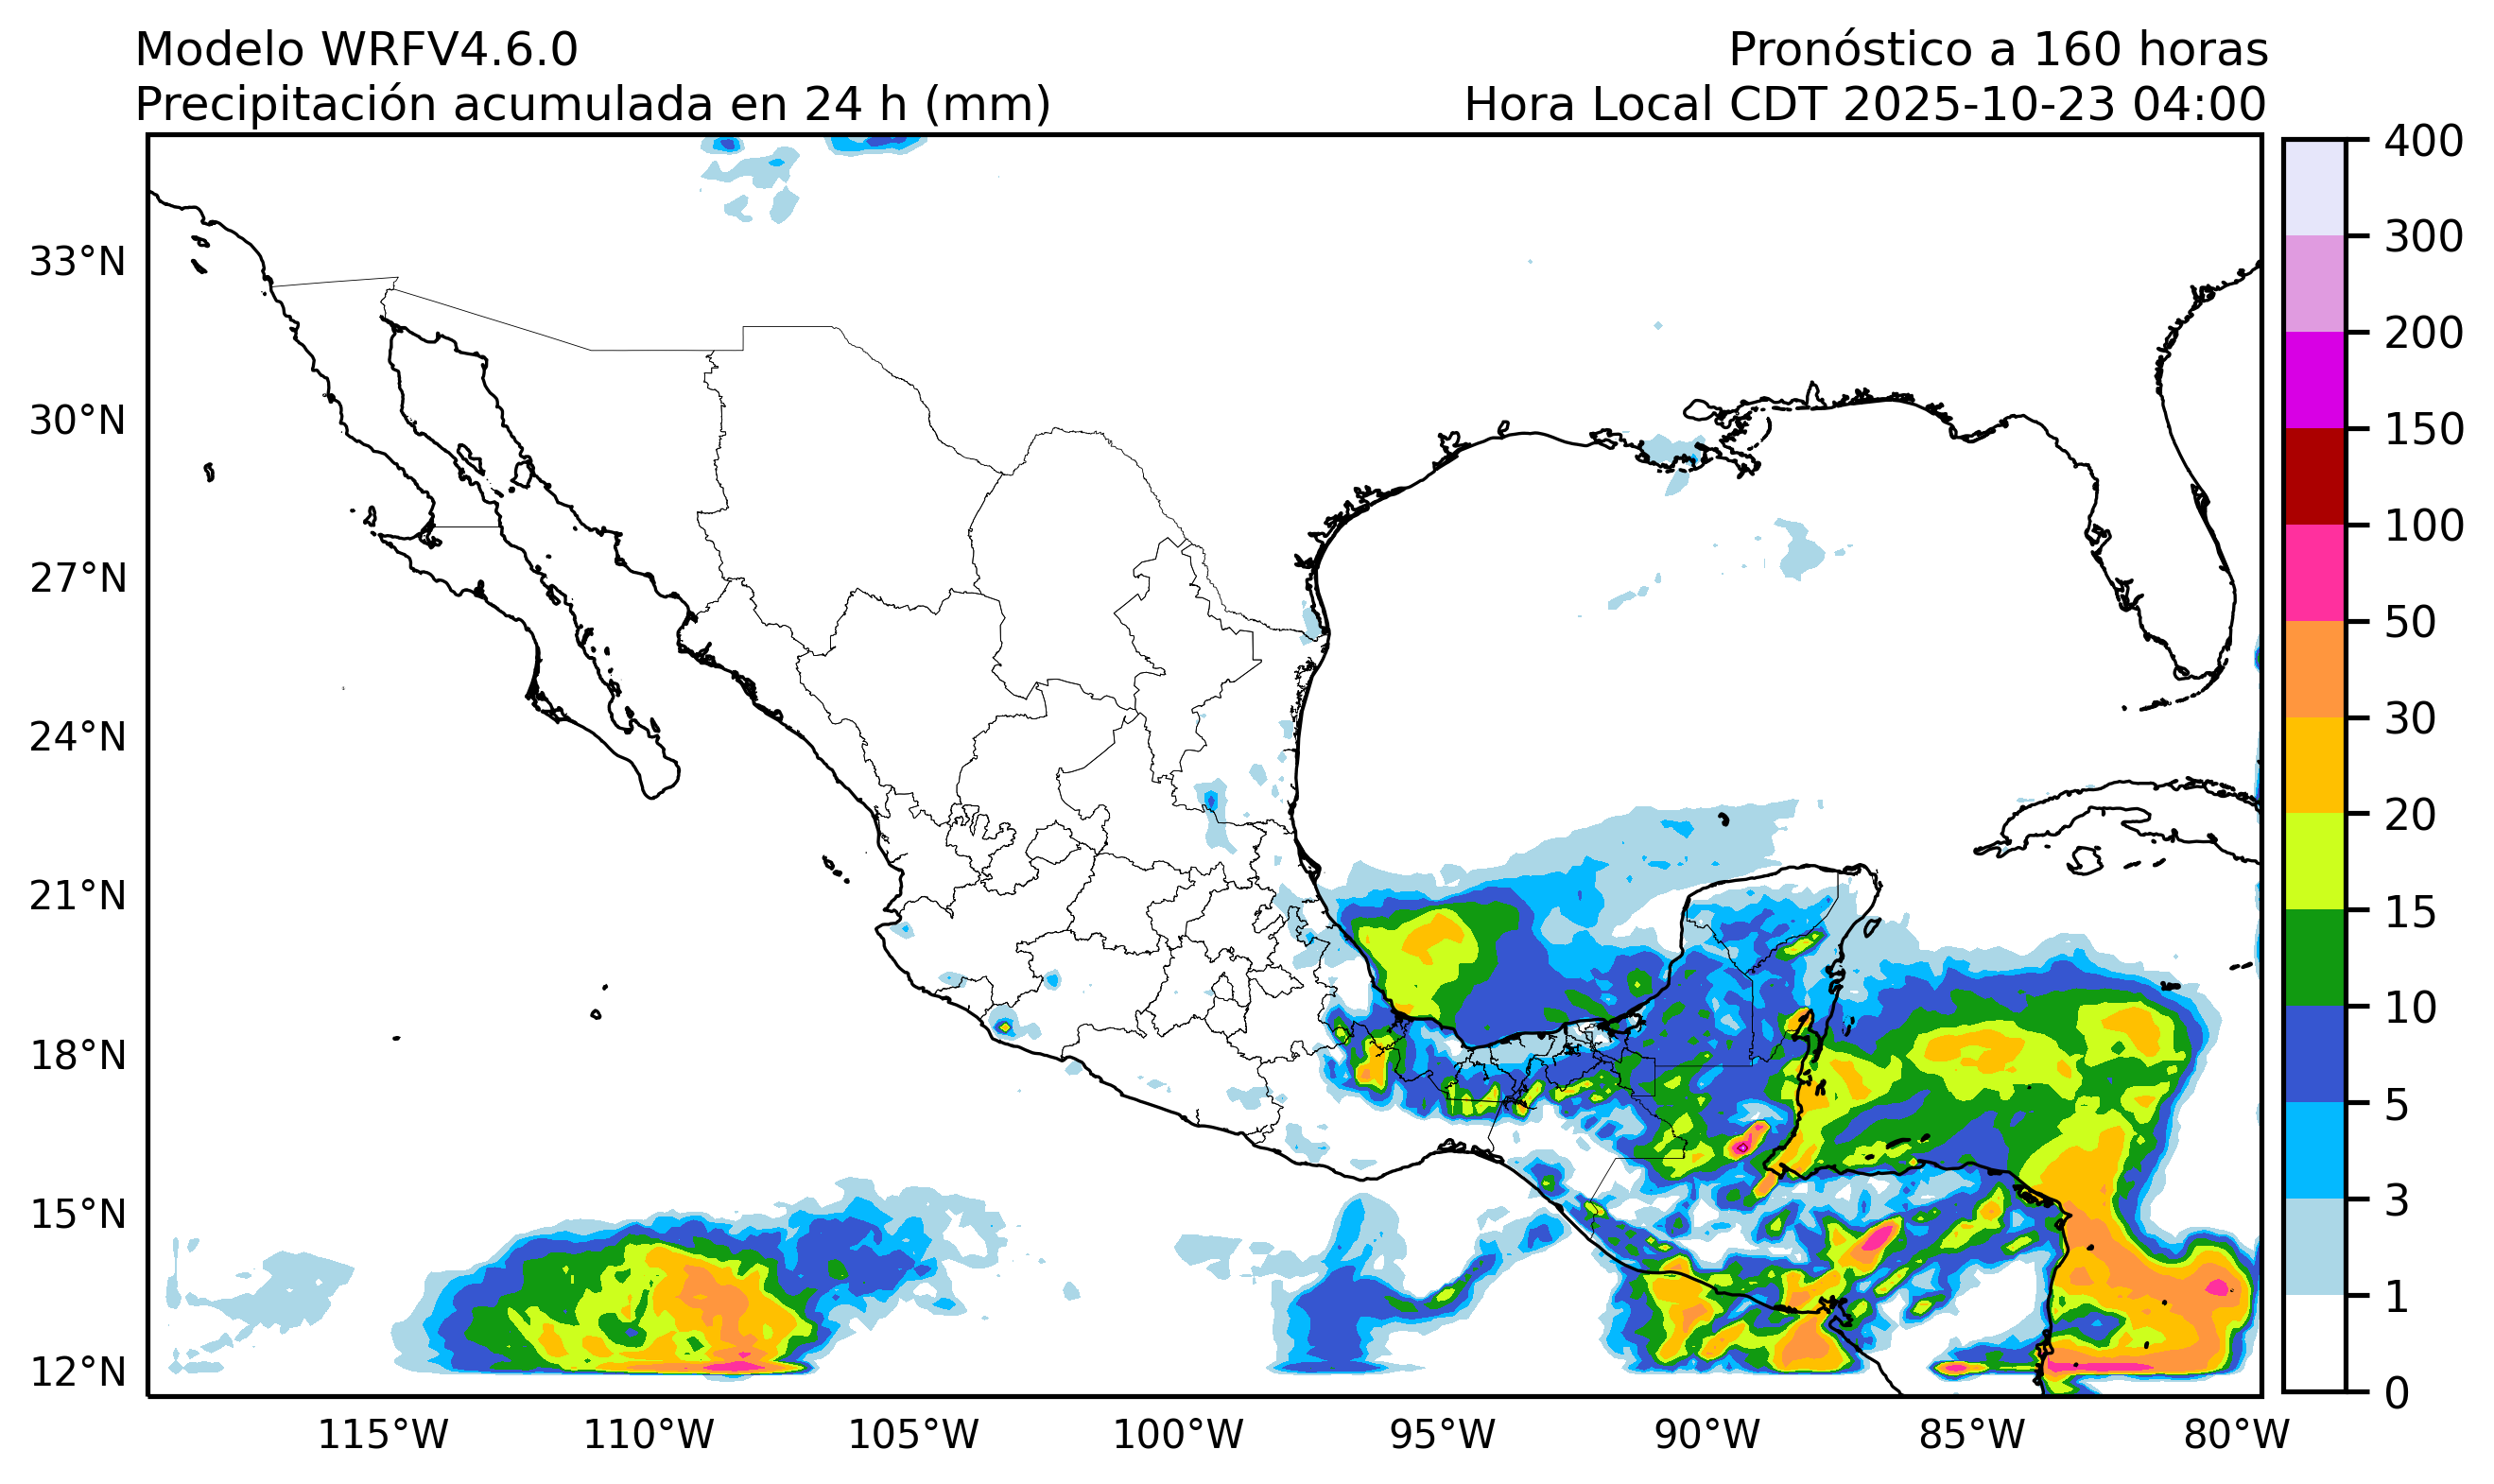 Modelo WRFV4.6.0
Pronóstico a 160 horas
Precipitación acumulada en 24 h (mm)
Hora Local CDT 2025-10-23 04:00
33°N
30°N
27°N
24°N
21°N
18°N
15°N
12°N
115°W
110°W
105°W
100°W
95°W
90°W
85°W
80°W
400
300
200
150
100
50
30
20
15
10
5
3
1
0